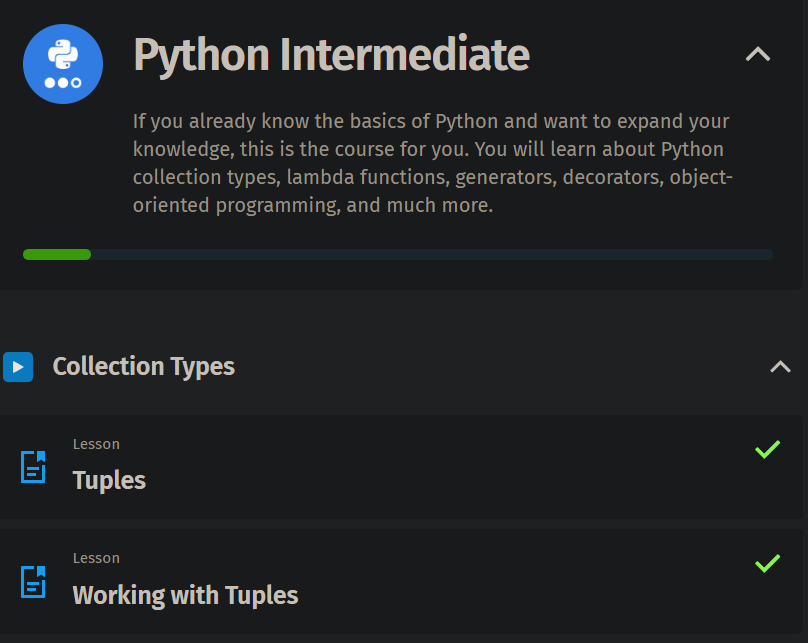 Python Intermediate
If you already know the basics of Python and want to expand your
knowledge, this is the course for you. You will learn about Python
collection types, lambda functions, generators, decorators, object-
oriented programming, and much more.
Collection Types
Lesson
Tuples
Lesson
Working with Tuples